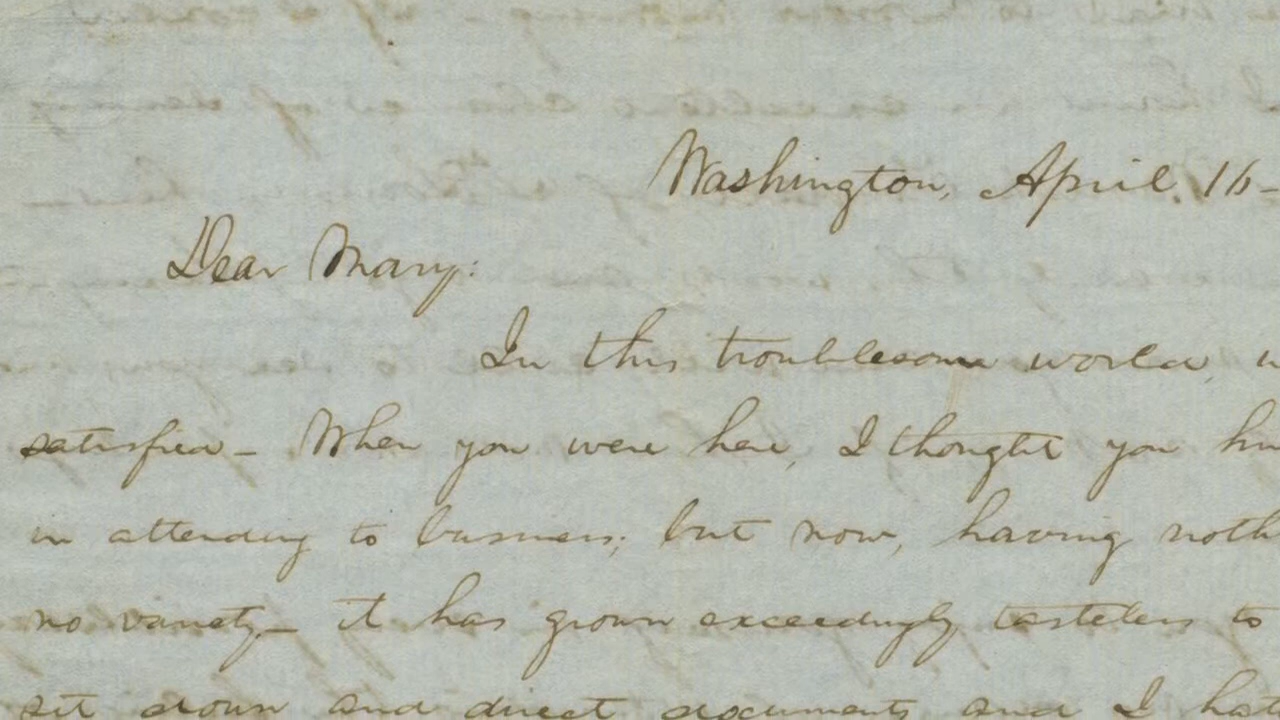 Washington, April 16-
Dear Mary:
In this troublesome world, w
satisfied - When you were here, I thought you hin
in attending to business; but now, having noth
no variety - it has grown exceedingly tasteless to
sit down and direct documents, and I hat